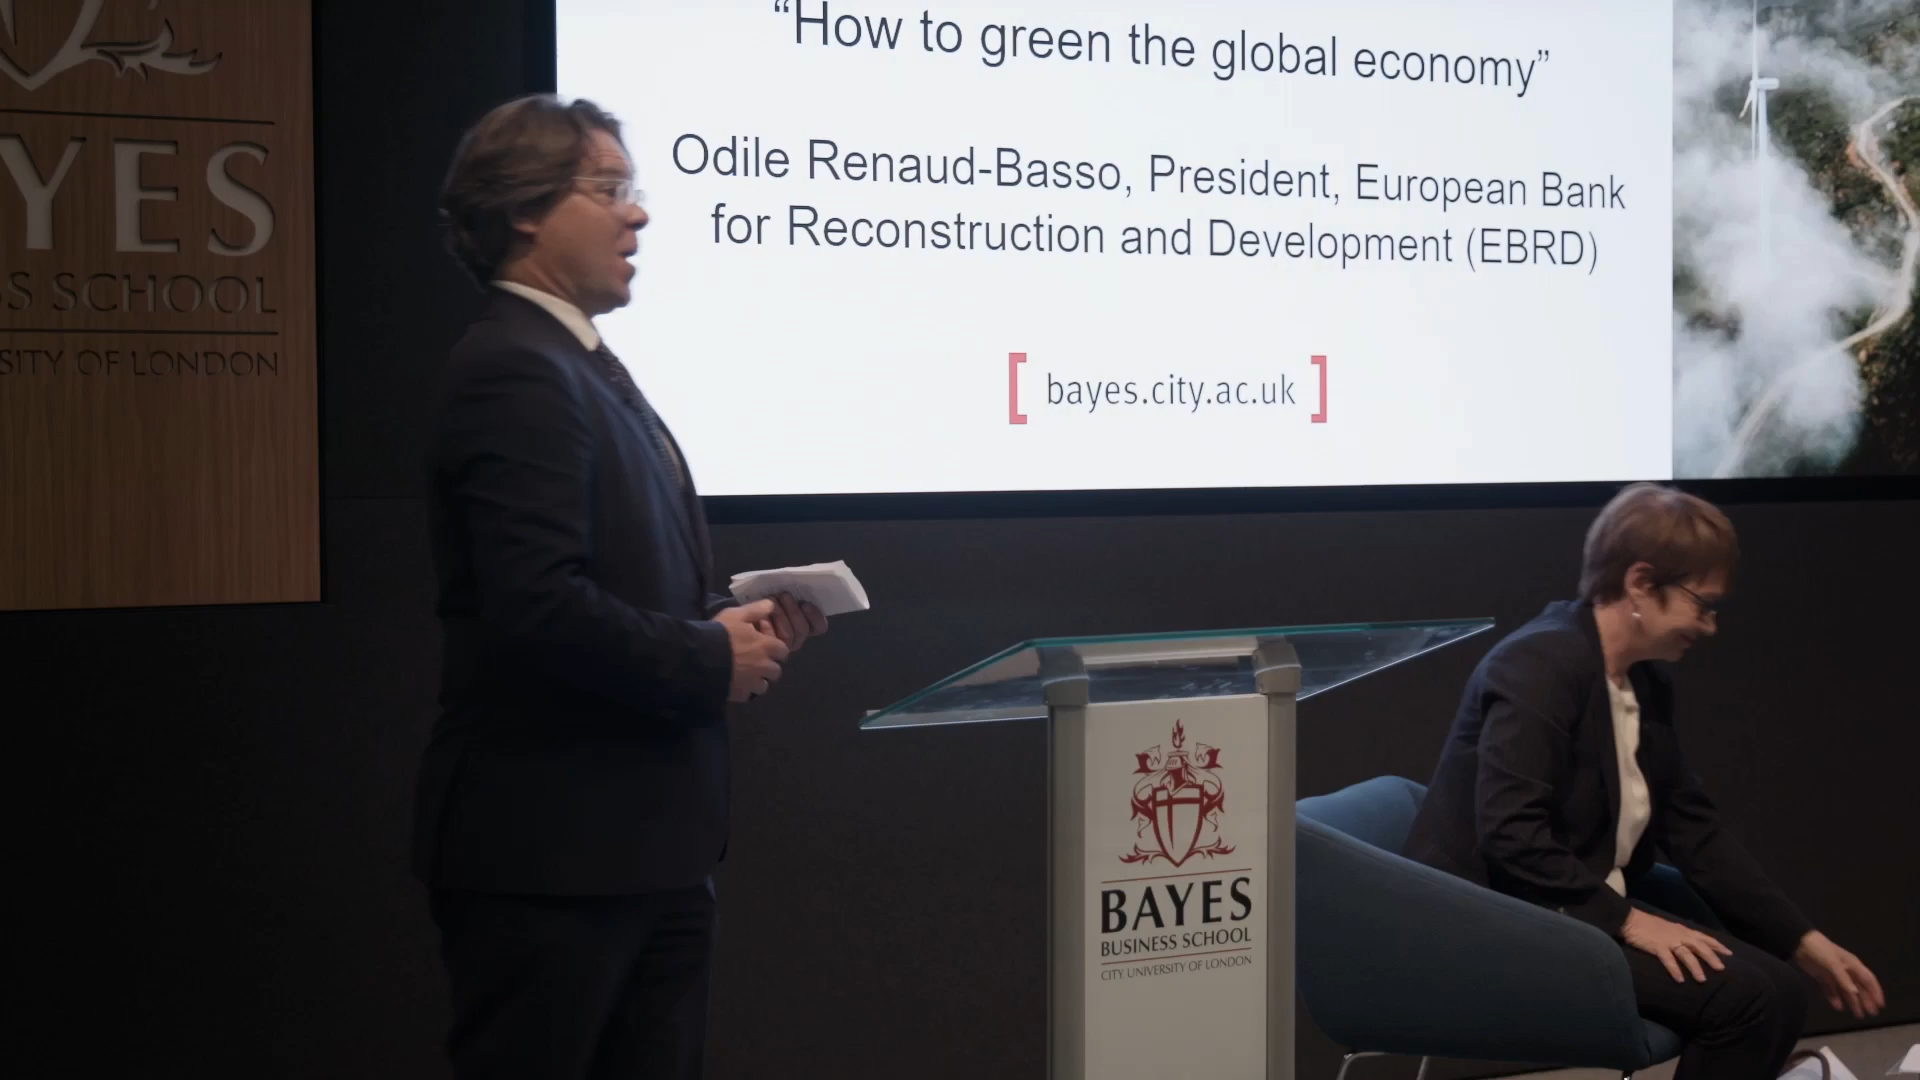 “How to green the global economy”
Odile Renaud-Basso, President, European Bank
for Reconstruction and Development (EBRD)
[ bayes.city.ac.uk ]
YES
SS SCHOOL
SITY OF LONDON
BAYES
BUSINESS SCHOOL
CITY, UNIVERSITY OF LONDON